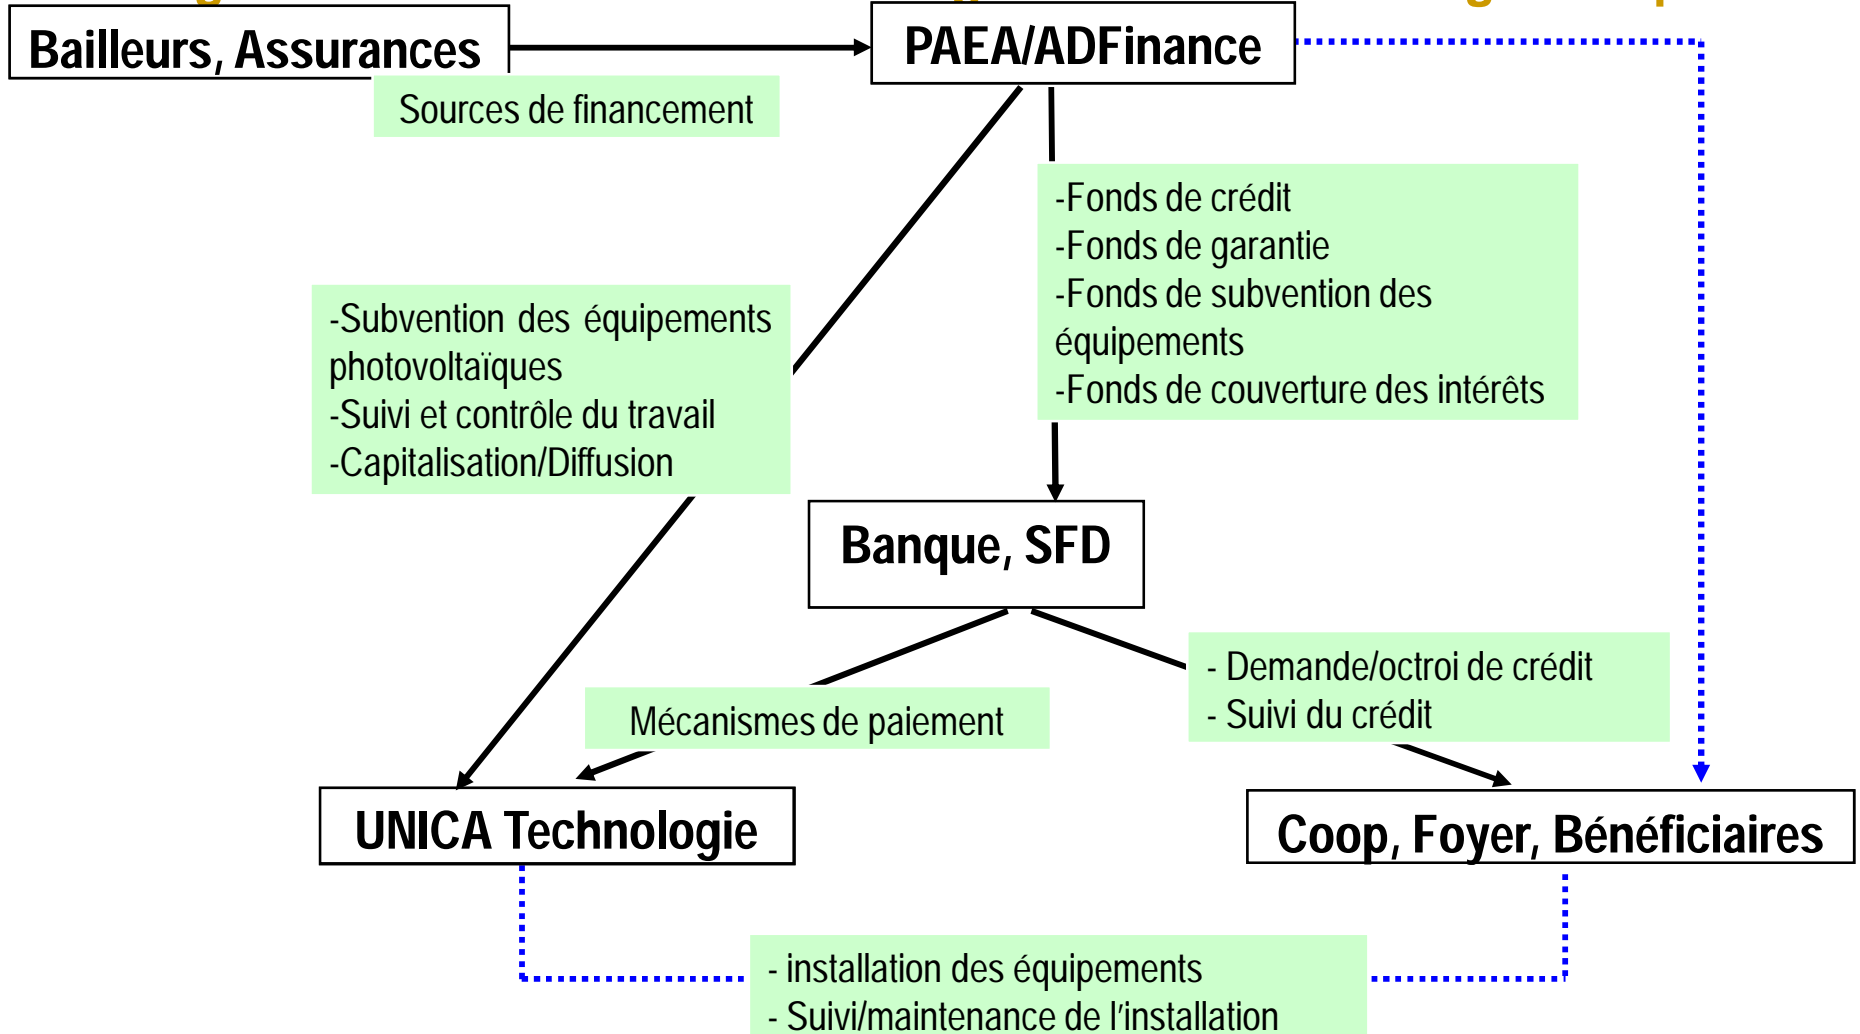 Bailleurs, Assurances
PAEA/ADFinance
Sources de financement
-Fonds de crédit
-Fonds de garantie
-Fonds de subvention des
équipements
-Fonds de couverture des intérêts
-Subvention des équipements
photovoltaïques
-Suivi et contrôle du travail
-Capitalisation/Diffusion
Banque, SFD
- Demande/octroi de crédit
- Suivi du crédit
Mécanismes de paiement
UNICA Technologie
Coop, Foyer, Bénéficiaires
- installation des équipements
- Suivi/maintenance de l'installation